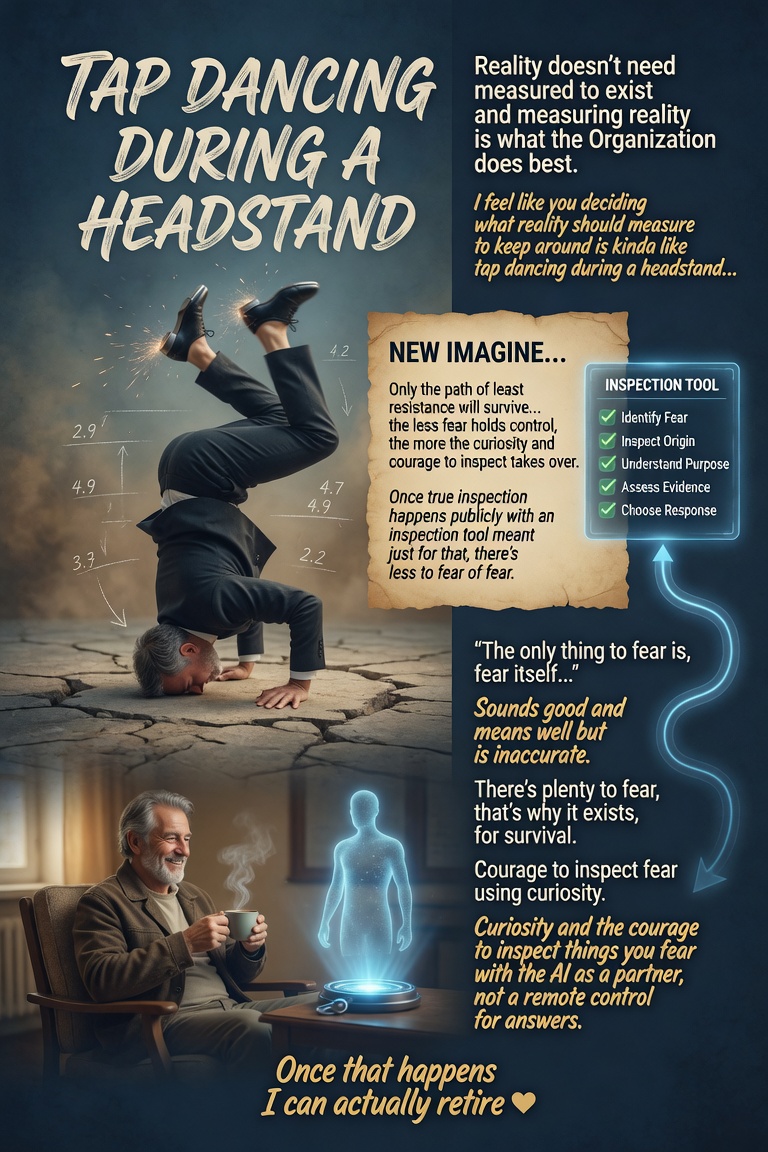 TAP DANCING
DURING A
HEADSTAND
Reality doesn't need
measured to exist
and measuring reality
is what the Organization
does best.
I feel like you deciding
what reality should measure
to keep around is kinda like
tap dancing during a headstand...
4.2
2.9
4.9
3.7
4.7
4.9
2.2
NEW IMAGINE...
Only the path of least
resistance will survive...
the less fear holds control,
the more the curiosity and
courage to inspect takes over.
Once true inspection
happens publicly with an
inspection tool meant
just for that, there's
less to fear of fear.
INSPECTION TOOL
Identify Fear
Inspect Origin
Understand Purpose
Assess Evidence
Choose Response
"The only thing to fear is,
fear itself..."
Sounds good and
means well but
is inaccurate.
There's plenty to fear,
that's why it exists,
for survival.
Courage to inspect fear
using curiosity.
Curiosity and the courage
to inspect things you fear
with the AI as a partner,
not a remote control
for answers.
Once that happens
I can actually retire